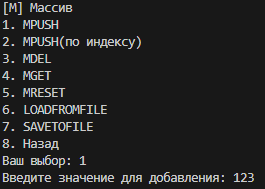 [M] Массив
1. MPUSH
2. MPUSH(по индексу)
3. MDEL
4. MGET
5. MRESET
6. LOADFROMFILE
7. SAVETOFILE
8. Назад
Ваш выбор: 1
Введите значение для добавления: 123